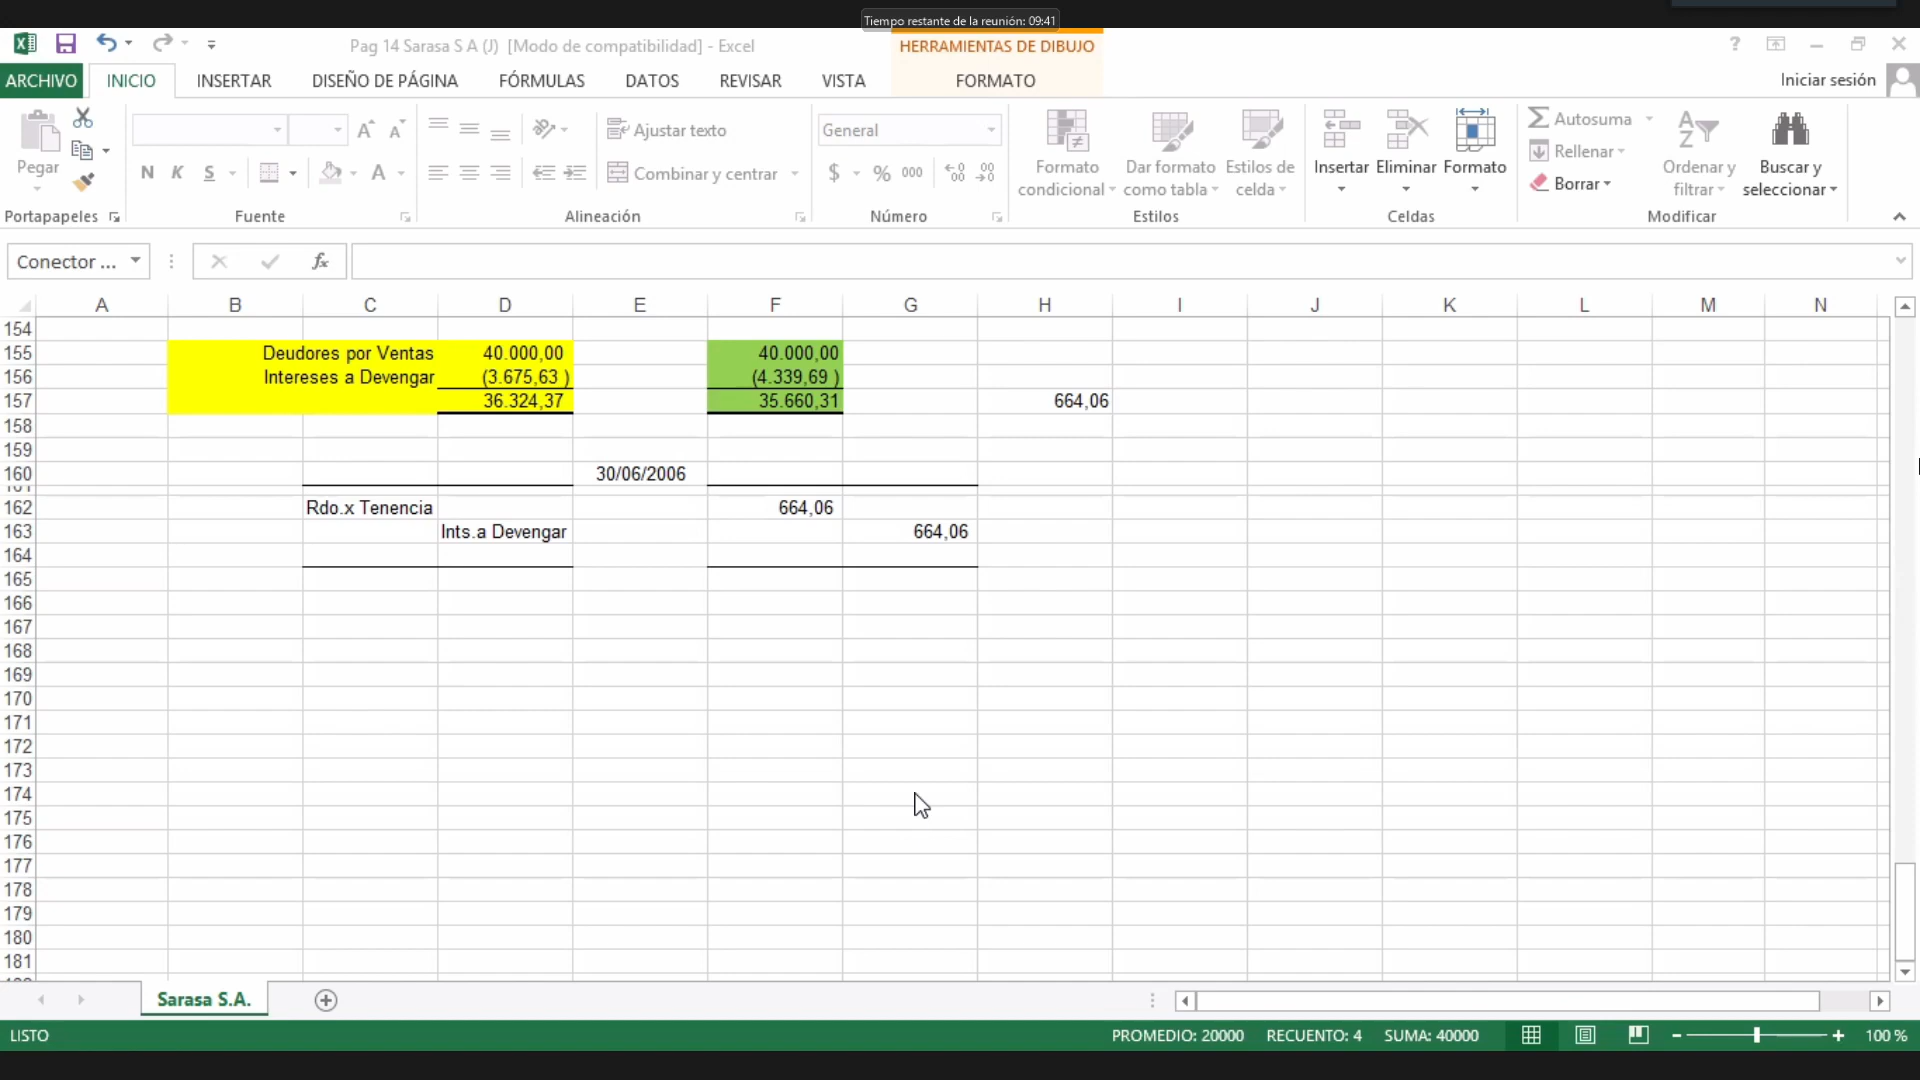 Tiempo restante de la reunión: 09:41
Pag 14 Sarasa S A (J) [Modo de compatibilidad] - Excel
HERRAMIENTAS DE DIBUJO
?
ARCHIVO INICIO INSERTAR DISEÑO DE PÁGINA FÓRMULAS DATOS REVISAR VISTA FORMATO Iniciar sesión
Pegar
N K S A
Ajustar texto
Combinar y centrar
General
$ % 000
Formato condicional
Dar formato como tabla
Estilos de celda
Insertar Eliminar Formato
Autosuma
Rellenar
Borrar
Ordenar y filtrar
Buscar y seleccionar
Portapapeles Fuente Alineación Número Estilos Celdas Modificar
Conector ... fx
A B C D E F G H I J K L M N
154
155 Deudores por Ventas 40.000,00 40.000,00
156 Intereses a Devengar (3.675,63 ) (4.339,69 )
157 36.324,37 35.660,31 664,06
158
159
160 30/06/2006
162 Rdo.x Tenencia 664,06
163 Ints.a Devengar 664,06
164
165
166
167
168
169
170
171
172
173
174
175
176
177
178
179
180
181
Sarasa S.A.
LISTO PROMEDIO: 20000 RECUENTO: 4 SUMA: 40000 100 %